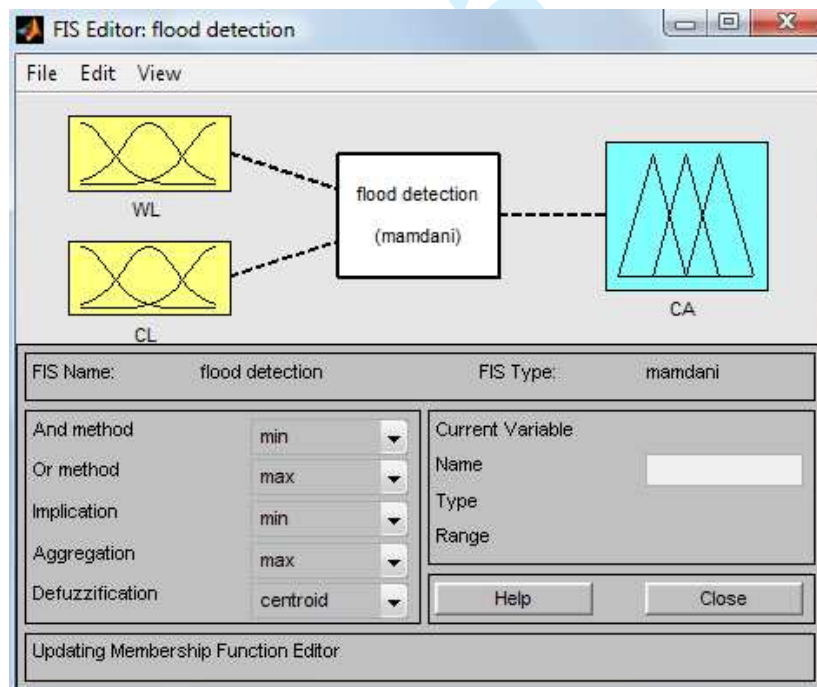 FIS Editor: flood detection
File Edit View
WL
flood detection
(mamdani)
CL
CA
FIS Name: flood detection FIS Type: mamdani
And method min
Or method max
Implication min
Aggregation max
Defuzzification centroid
Current Variable
Name
Type
Range
Help Close
Updating Membership Function Editor